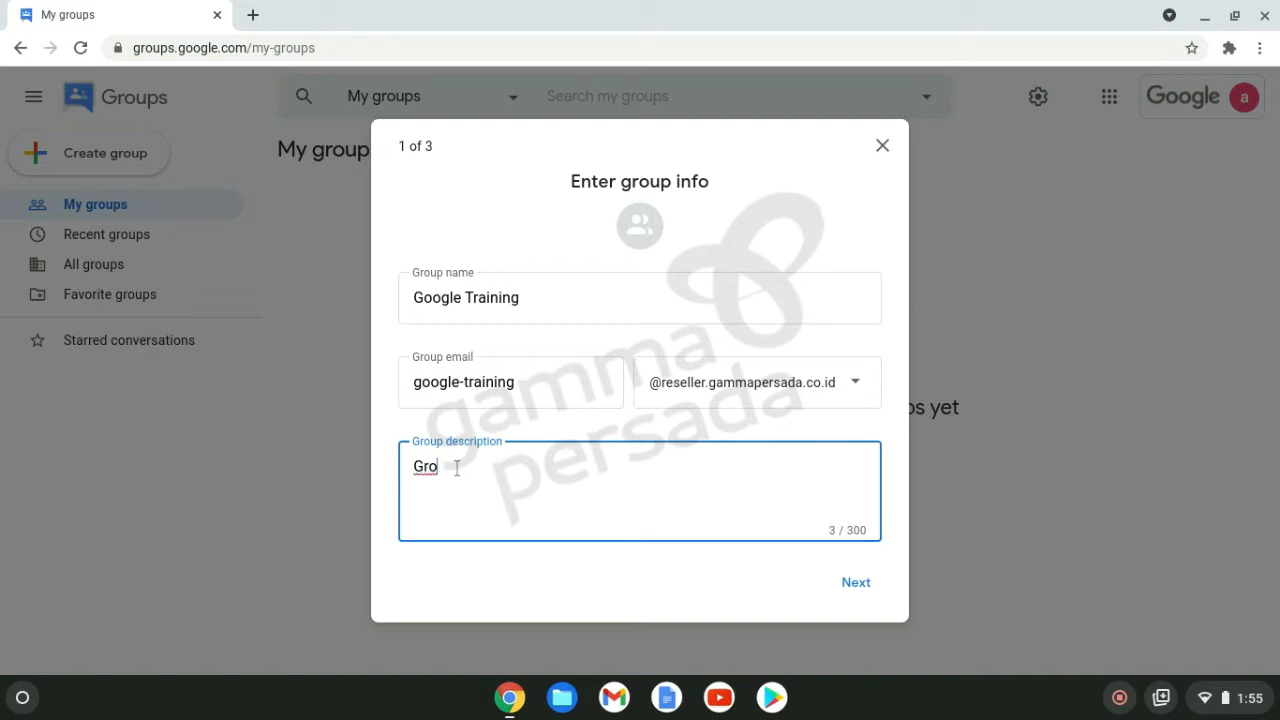 My groups
groups.google.com/my-groups
Groups
My groups
Search my groups
Google
a
Create group
My group
My groups
Recent groups
All groups
Favorite groups
Starred conversations
os yet
1 of 3
Enter group info
Group name
Google Training
Group email
google-training
@reseller.gammapersada.co.id
Group description
Gro
3 / 300
Next
gamma
persada
1:55